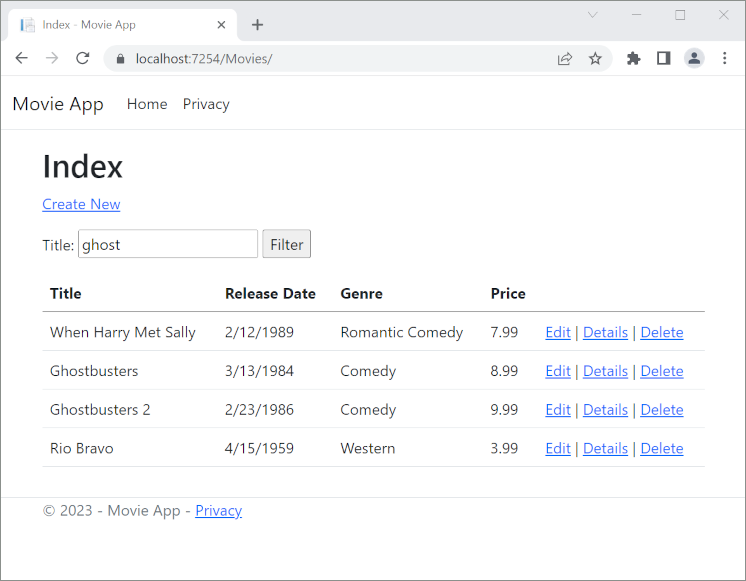 Index - Movie App
localhost:7254/Movies/
Movie App Home Privacy
Index
Create New
Title: ghost Filter
Title Release Date Genre Price
When Harry Met Sally 2/12/1989 Romantic Comedy 7.99 Edit | Details | Delete
Ghostbusters 3/13/1984 Comedy 8.99 Edit | Details | Delete
Ghostbusters 2 2/23/1986 Comedy 9.99 Edit | Details | Delete
Rio Bravo 4/15/1959 Western 3.99 Edit | Details | Delete
© 2023 - Movie App - Privacy